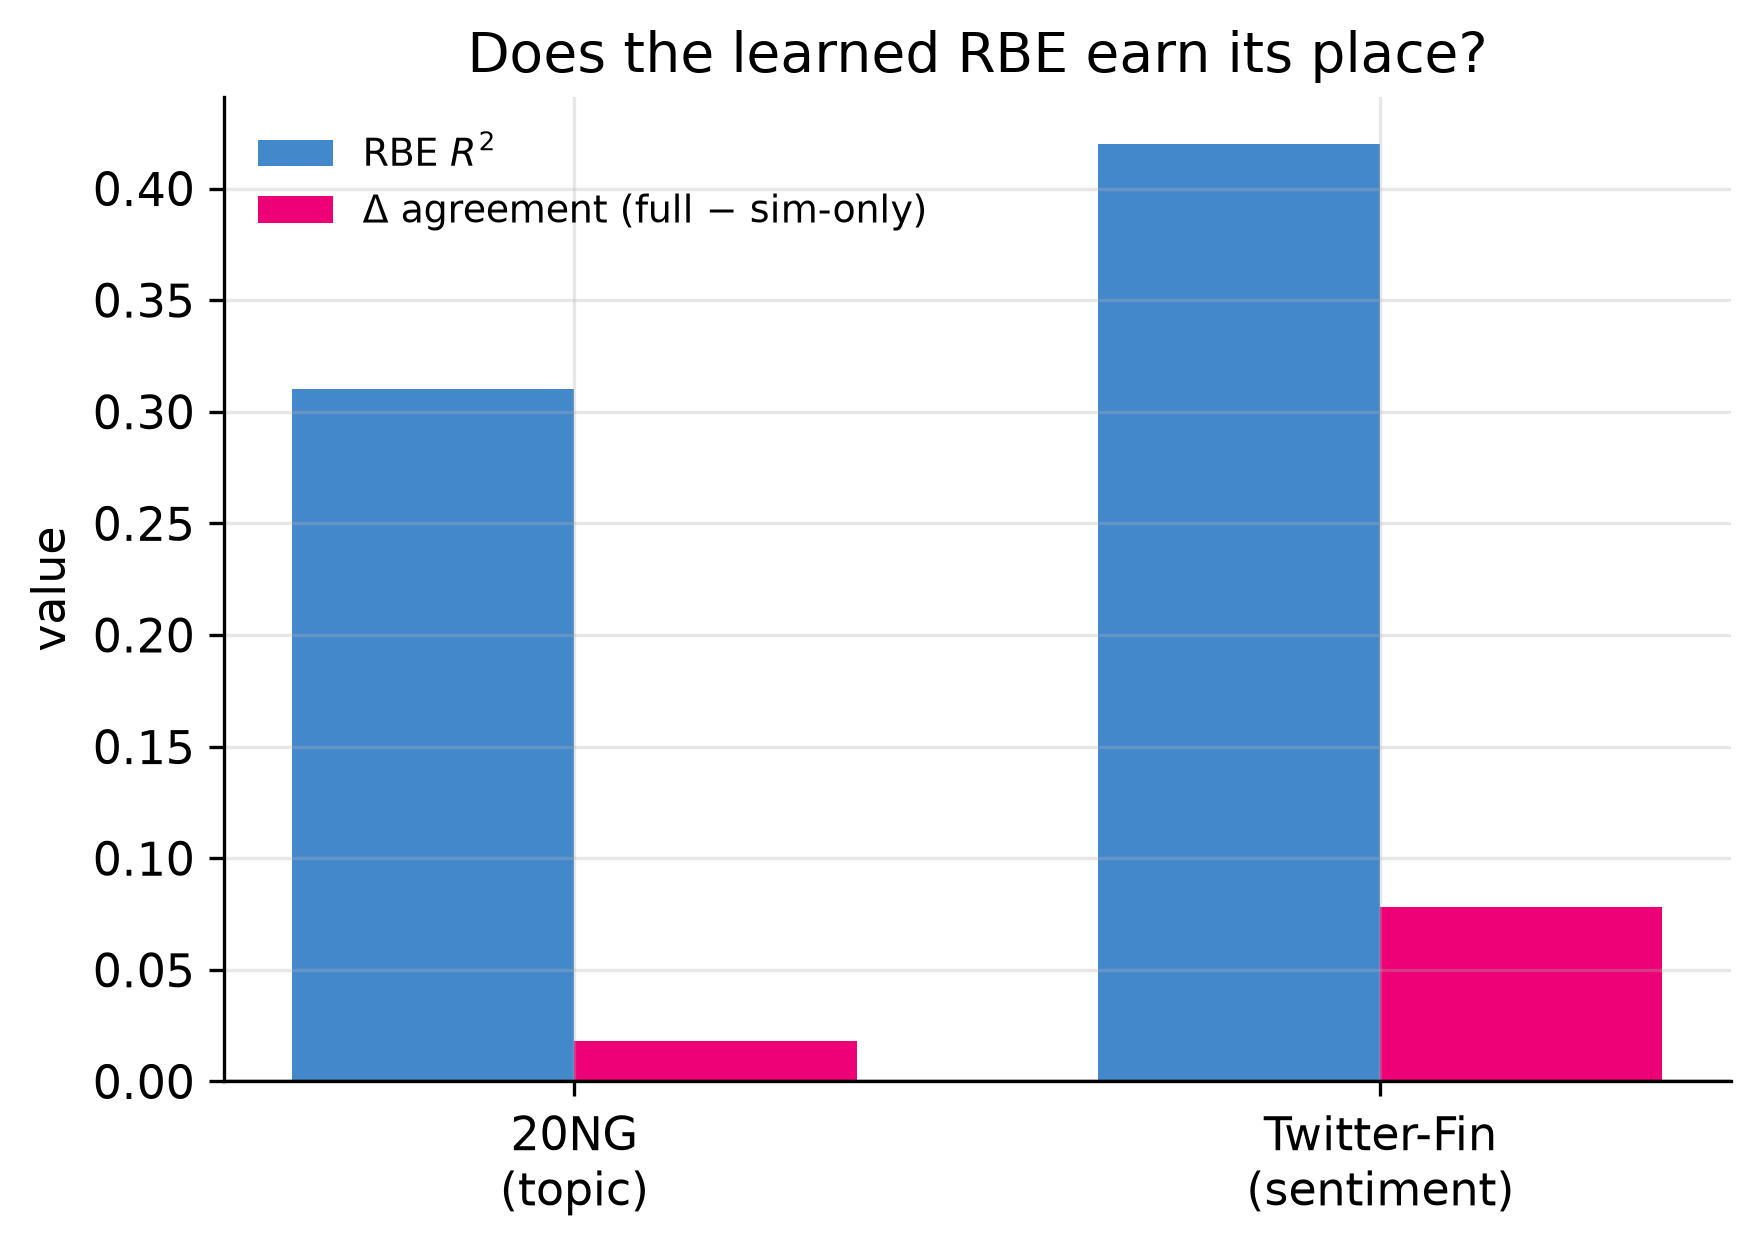 Does the learned RBE earn its place?
RBE R²
Δ agreement (full − sim-only)
0.40
0.35
0.30
0.25
0.20
0.15
0.10
0.05
0.00
value
20NG
(topic)
Twitter-Fin
(sentiment)